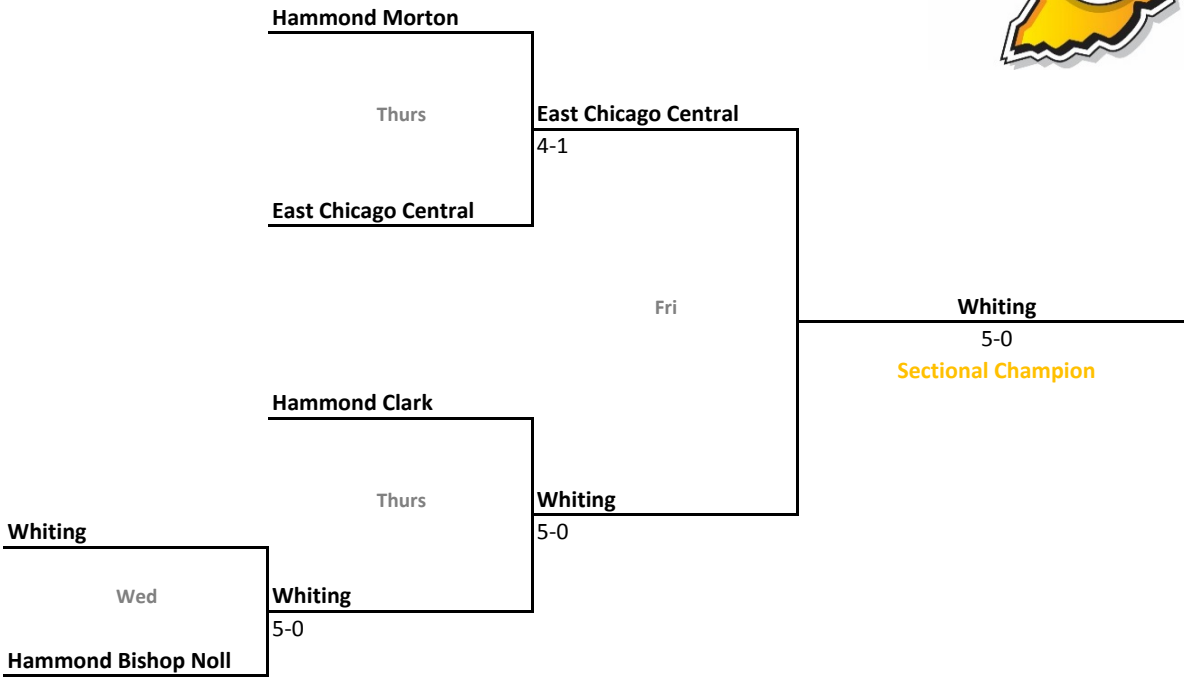 Hammond Morton
Thurs
East Chicago Central
4-1
East Chicago Central
Fri
Whiting
5-0
Sectional Champion
Hammond Clark
Thurs
Whiting
5-0
Whiting
Wed
Whiting
5-0
Hammond Bishop Noll